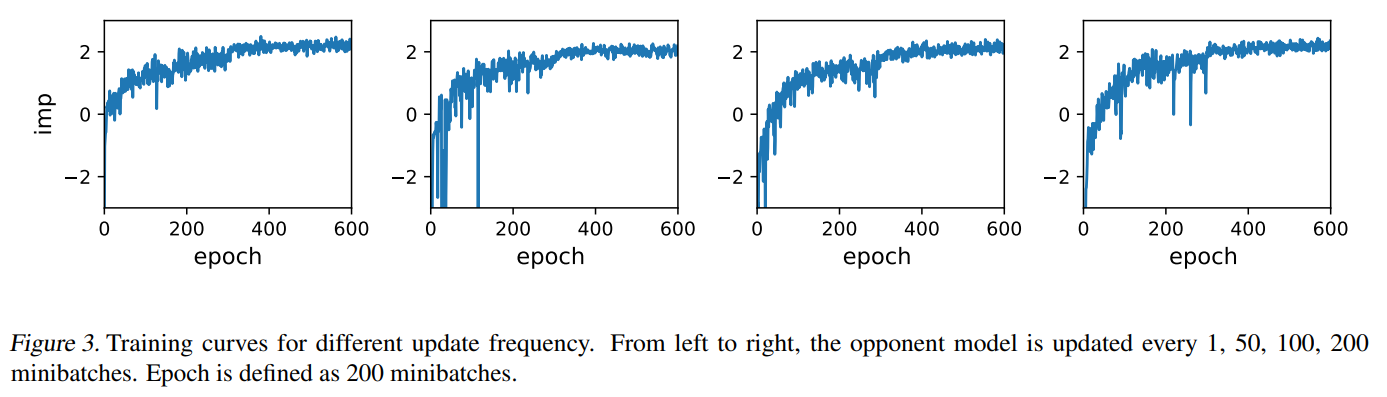 2 2 2 2
imp 0 0 0 0
−2 −2 −2 −2
0 200 400 600 0 200 400 600 0 200 400 600 0 200 400 600
epoch epoch epoch epoch
Figure 3. Training curves for different update frequency. From left to right, the opponent model is updated every 1, 50, 100, 200
minibatches. Epoch is defined as 200 minibatches.